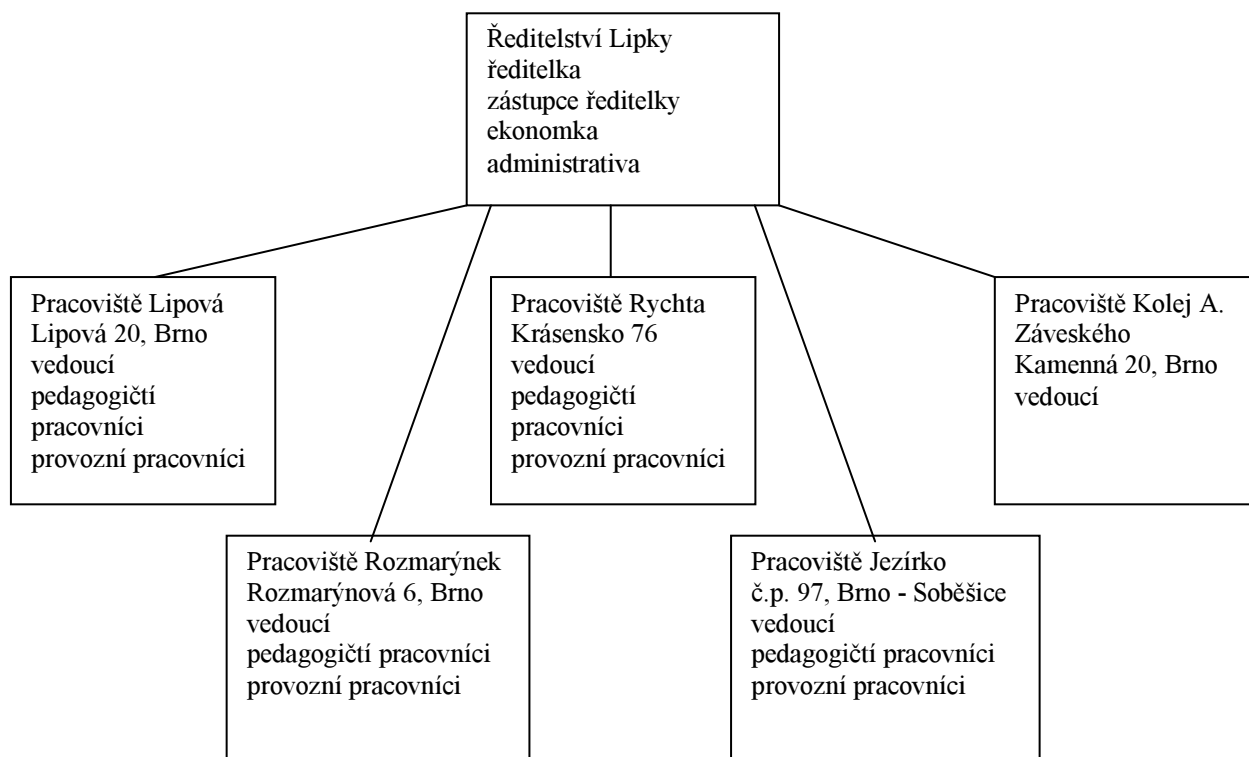 Ředitelství Lipky
ředitelka
zástupce ředitelky
ekonomka
administrativa
Pracoviště Lipová
Lipová 20, Brno
vedoucí
pedagogičtí
pracovníci
provozní pracovníci
Pracoviště Rychta
Krásensko 76
vedoucí
pedagogičtí
pracovníci
provozní pracovníci
Pracoviště Kolej A.
Záveského
Kamenná 20, Brno
vedoucí
Pracoviště Rozmarýnek
Rozmarýnová 6, Brno
vedoucí
pedagogičtí pracovníci
provozní pracovníci
Pracoviště Jezírko
č.p. 97, Brno - Soběšice
vedoucí
pedagogičtí pracovníci
provozní pracovníci